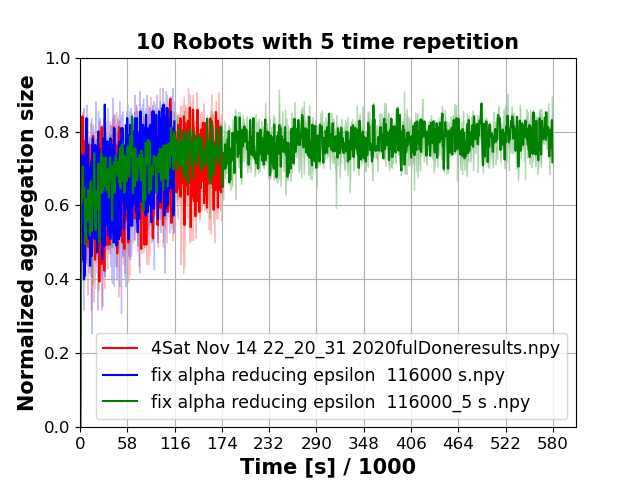 10 Robots with 5 time repetition
Normalized aggregation size
1.0
0.8
0.6
0.4
0.2
0.0
4Sat Nov 14 22_20_31 2020fulDoneresults.npy
fix alpha reducing epsilon  116000 s.npy
fix alpha reducing epsilon  116000_5 s .npy
0 58 116 174 232 290 348 406 464 522 580
Time [s] / 1000